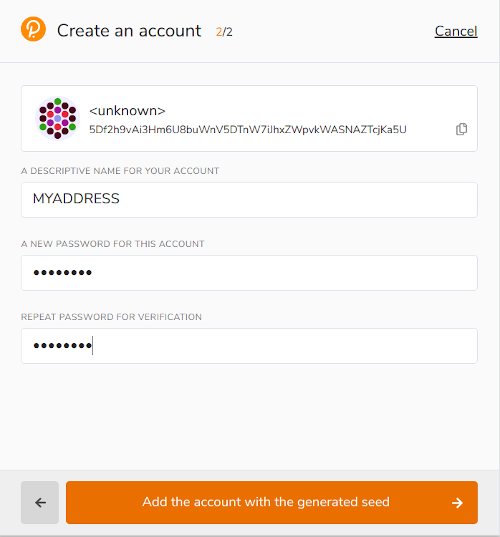 Create an account 2/2 Cancel
<unknown>
5Df2h9vAi3Hm6U8buWnV5DTnW7iJhxZWpvkWASNAZTcjKa5U
A DESCRIPTIVE NAME FOR YOUR ACCOUNT
MYADDRESS
A NEW PASSWORD FOR THIS ACCOUNT
••••••••
REPEAT PASSWORD FOR VERIFICATION
••••••••
Add the account with the generated seed